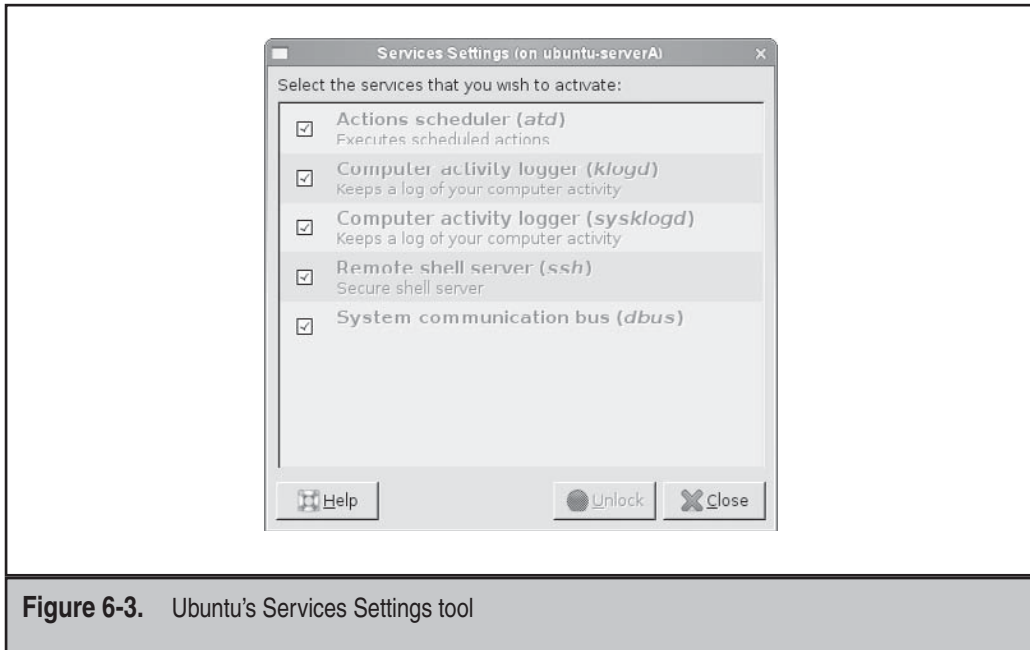 Services Settings (on ubuntu-serverA)
Select the services that you wish to activate:
Actions scheduler (atd)
Executes scheduled actions
Computer activity logger (klogd)
Keeps a log of your computer activity
Computer activity logger (sysklogd)
Keeps a log of your computer activity
Remote shell server (ssh)
Secure shell server
System communication bus (dbus)
Help
Unlock
Close
Figure 6-3. Ubuntu’s Services Settings tool